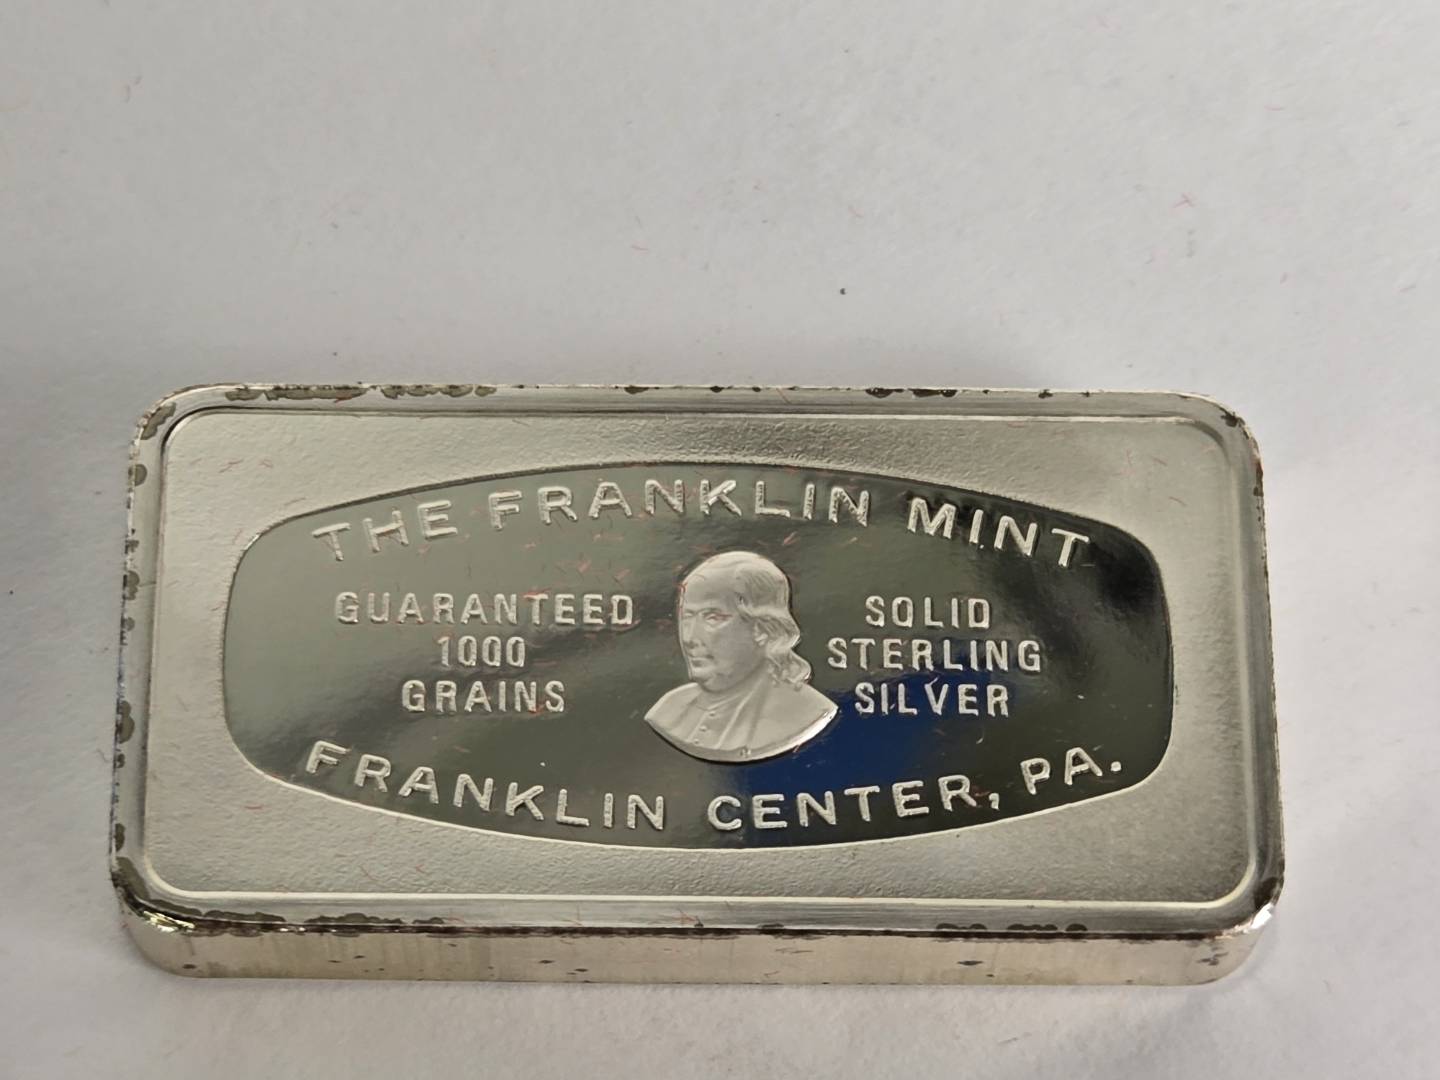 THE FRANKLIN MINT
GUARANTEED
1000
GRAINS
SOLID
STERLING
SILVER
FRANKLIN CENTER, PA.